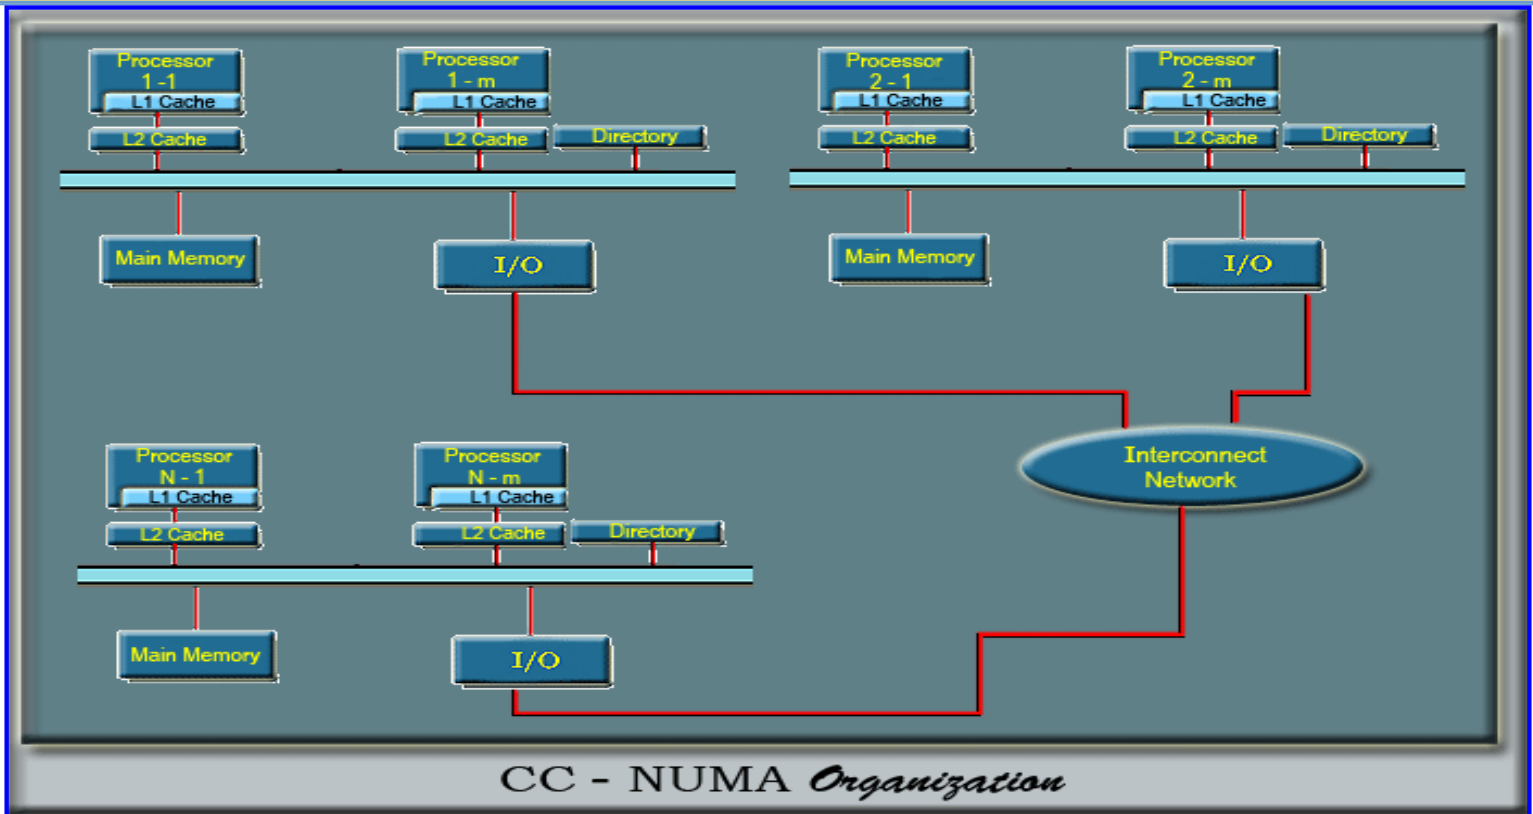 Processor
1 -1
L1 Cache
L2 Cache
Processor
1 - m
L1 Cache
L2 Cache
Directory
Main Memory
I/O
Processor
2 - 1
L1 Cache
L2 Cache
Processor
2 - m
L1 Cache
L2 Cache
Directory
Main Memory
I/O
Interconnect
Network
Processor
N - 1
L1 Cache
L2 Cache
Processor
N - m
L1 Cache
L2 Cache
Directory
Main Memory
I/O
CC - NUMA Organization